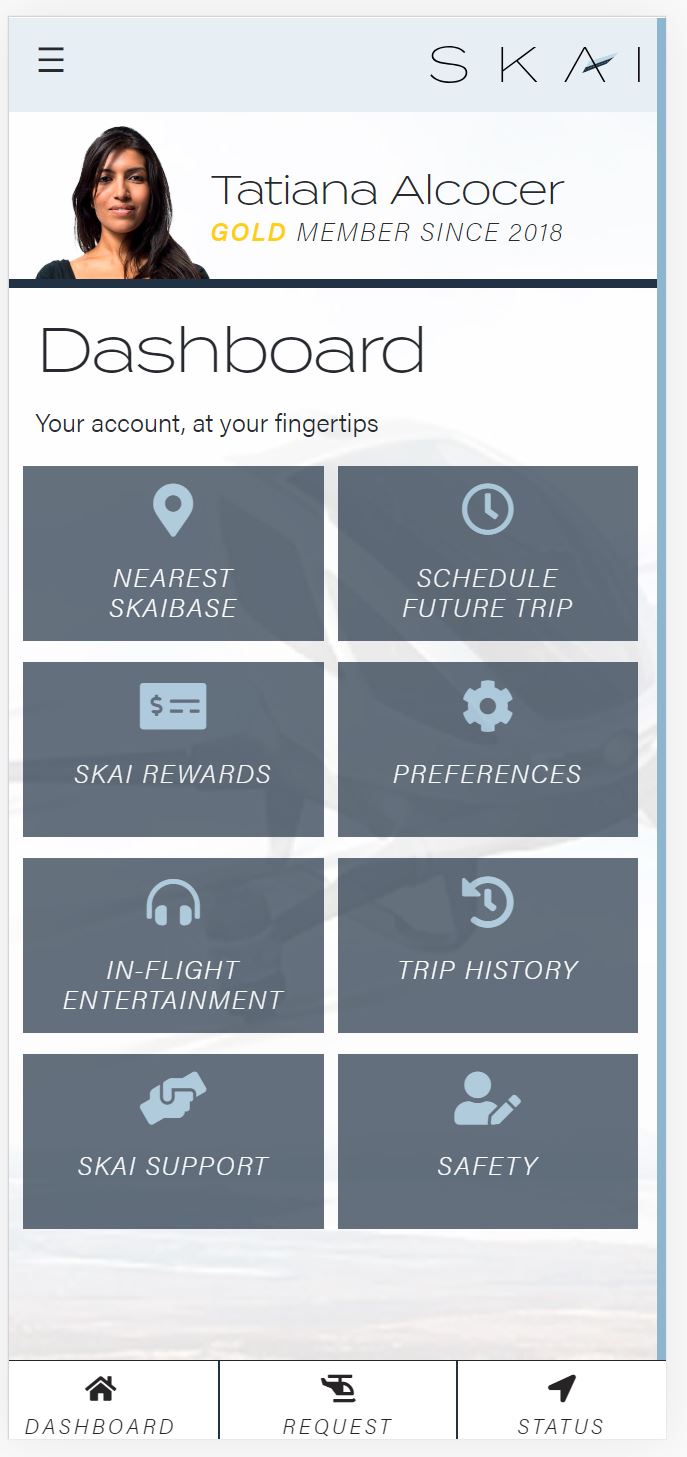 SKAI
Tatiana Alcocer
GOLD MEMBER SINCE 2018
Dashboard
Your account, at your fingertips
NEAREST
SKAIBASE
SCHEDULE
FUTURE TRIP
$
SKAI REWARDS
PREFERENCES
IN-FLIGHT
ENTERTAINMENT
TRIP HISTORY
SKAI SUPPORT
SAFETY
DASHBOARD
REQUEST
STATUS